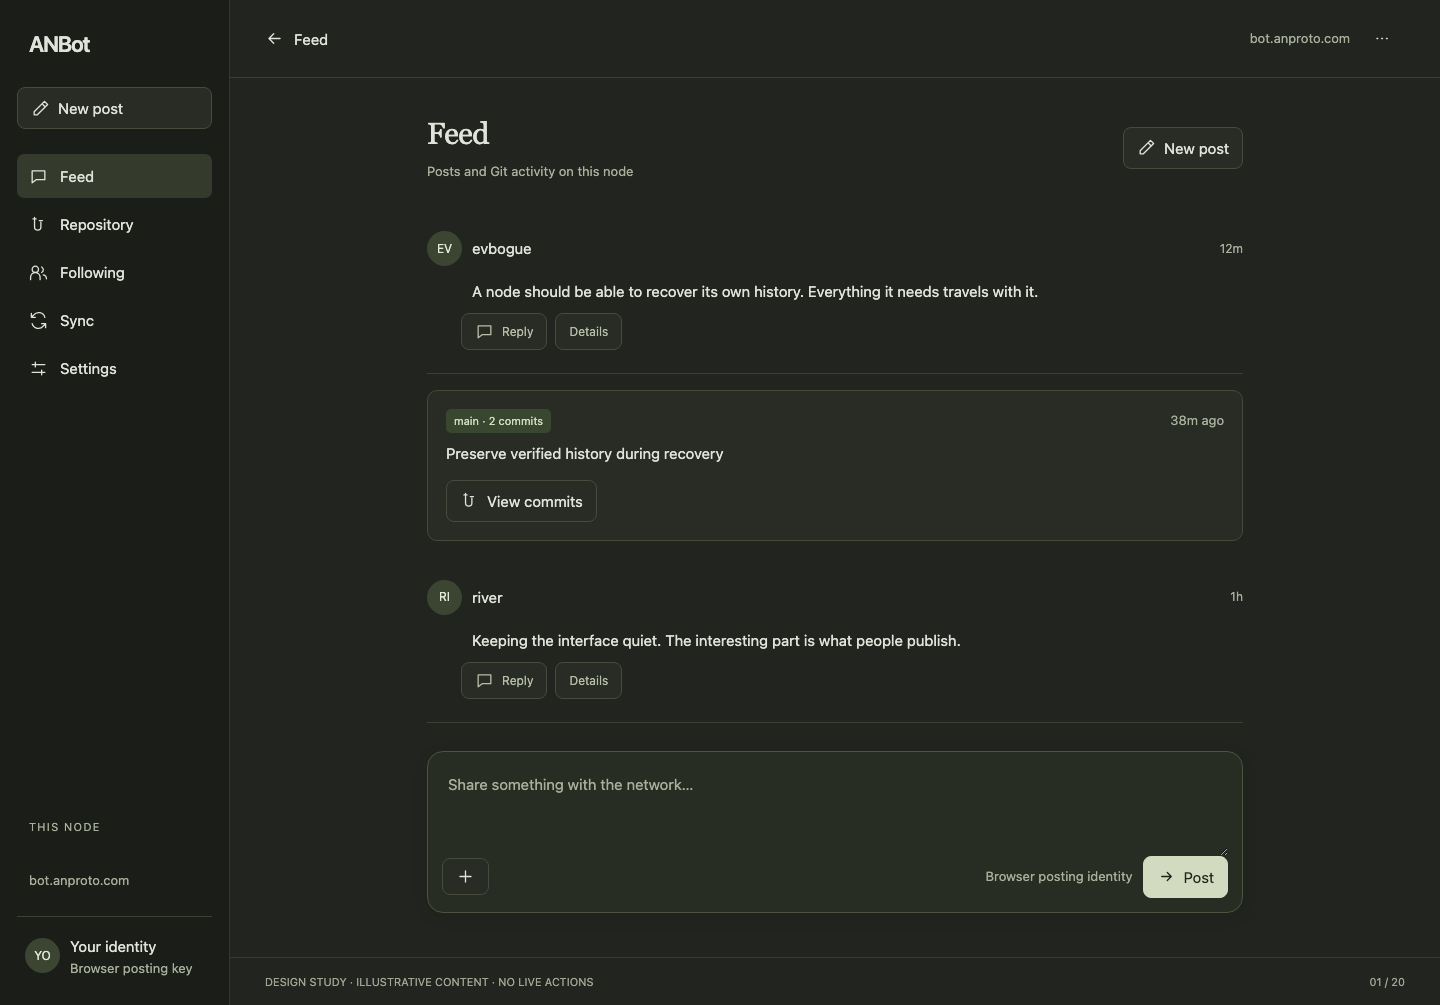 ANBot
New post
Feed
Repository
Following
Sync
Settings
THIS NODE
bot.anproto.com
YO
Your identity
Browser posting key
Feed
bot.anproto.com
Feed
Posts and Git activity on this node
New post
EV
evbogue
12m
A node should be able to recover its own history. Everything it needs travels with it.
Reply
Details
main · 2 commits
38m ago
Preserve verified history during recovery
View commits
RI
river
1h
Keeping the interface quiet. The interesting part is what people publish.
Reply
Details
Share something with the network...
Browser posting identity
Post
DESIGN STUDY · ILLUSTRATIVE CONTENT · NO LIVE ACTIONS
01 / 20